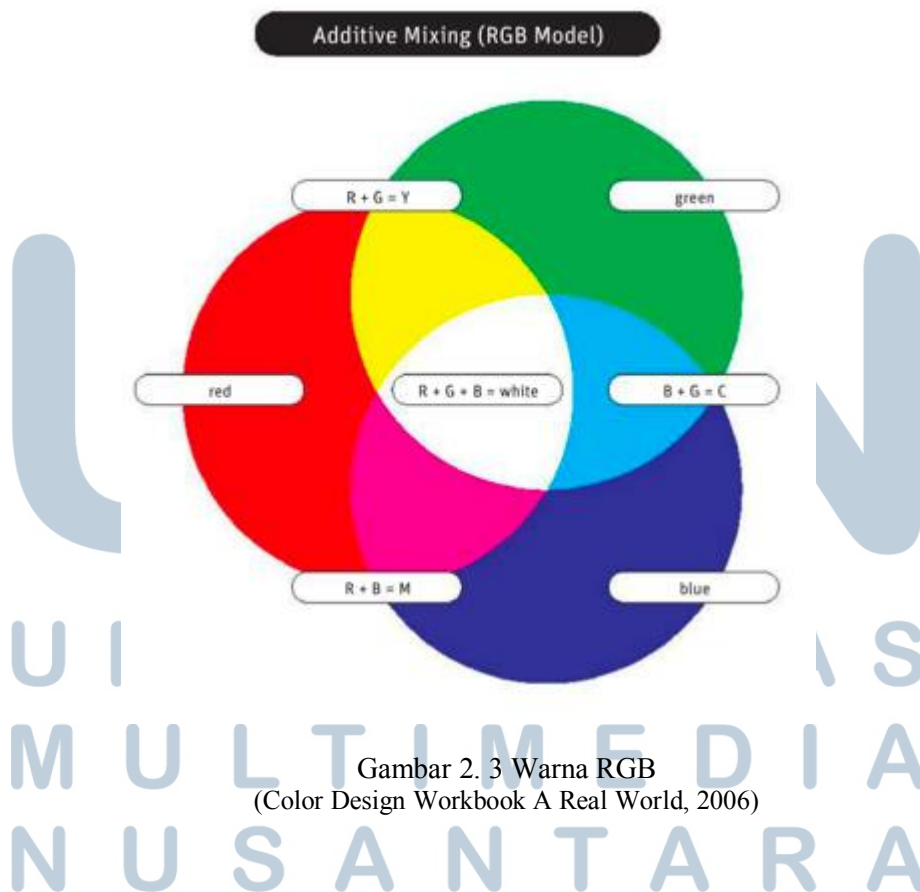 Additive Mixing (RGB Model)
R + G = Y
green
red
R + G + B = white
B + G = C
R + B = M
blue
Gambar 2. 3 Warna RGB
(Color Design Workbook A Real World, 2006)
MULTIMEDIA
NUSANTARA